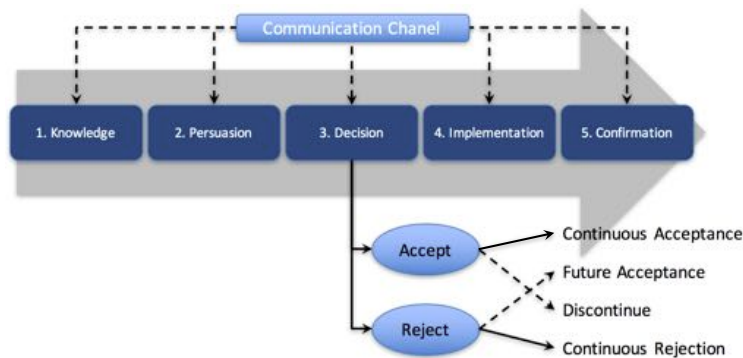 Communication Chanel
1. Knowledge
2. Persuasion
3. Decision
4. Implementation
5. Confirmation
Accept
Continuous Acceptance
Future Acceptance
Discontinue
Reject
Continuous Rejection